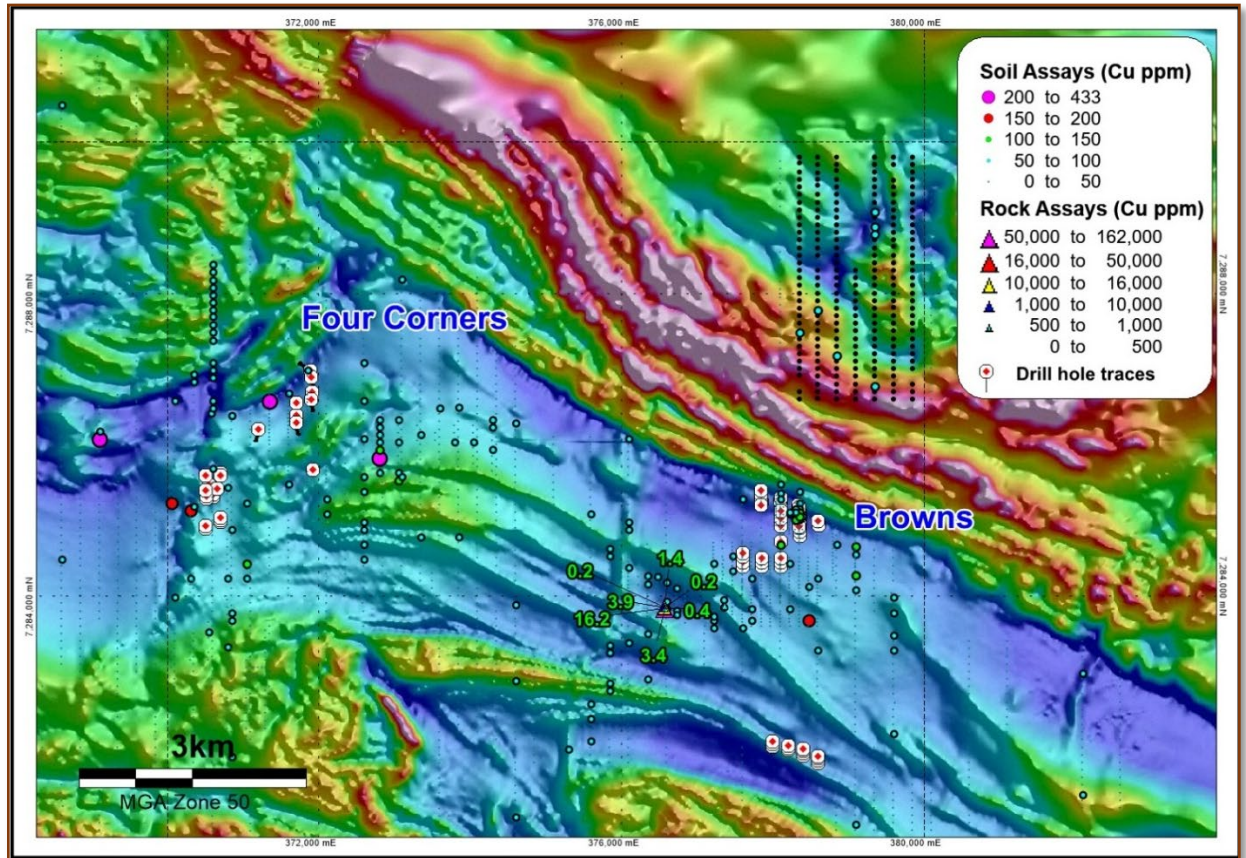 372,000 mE
376,000 mE
380,000 mE
Soil Assays (Cu ppm)
200 to 433
150 to 200
100 to 150
50 to 100
0 to 50
Rock Assays (Cu ppm)
50,000 to 162,000
16,000 to 50,000
10,000 to 16,000
1,000 to 10,000
500 to 1,000
0 to 500
Drill hole traces
7,288,000 mN
7,288,000 mN
Four Corners
Browns
1.4
0.2
0.2
3.9
0.4
16.2
3.4
7,284,000 mN
7,284,000 mN
3km
MGA Zone 50
372,000 mE
376,000 mE
380,000 mE